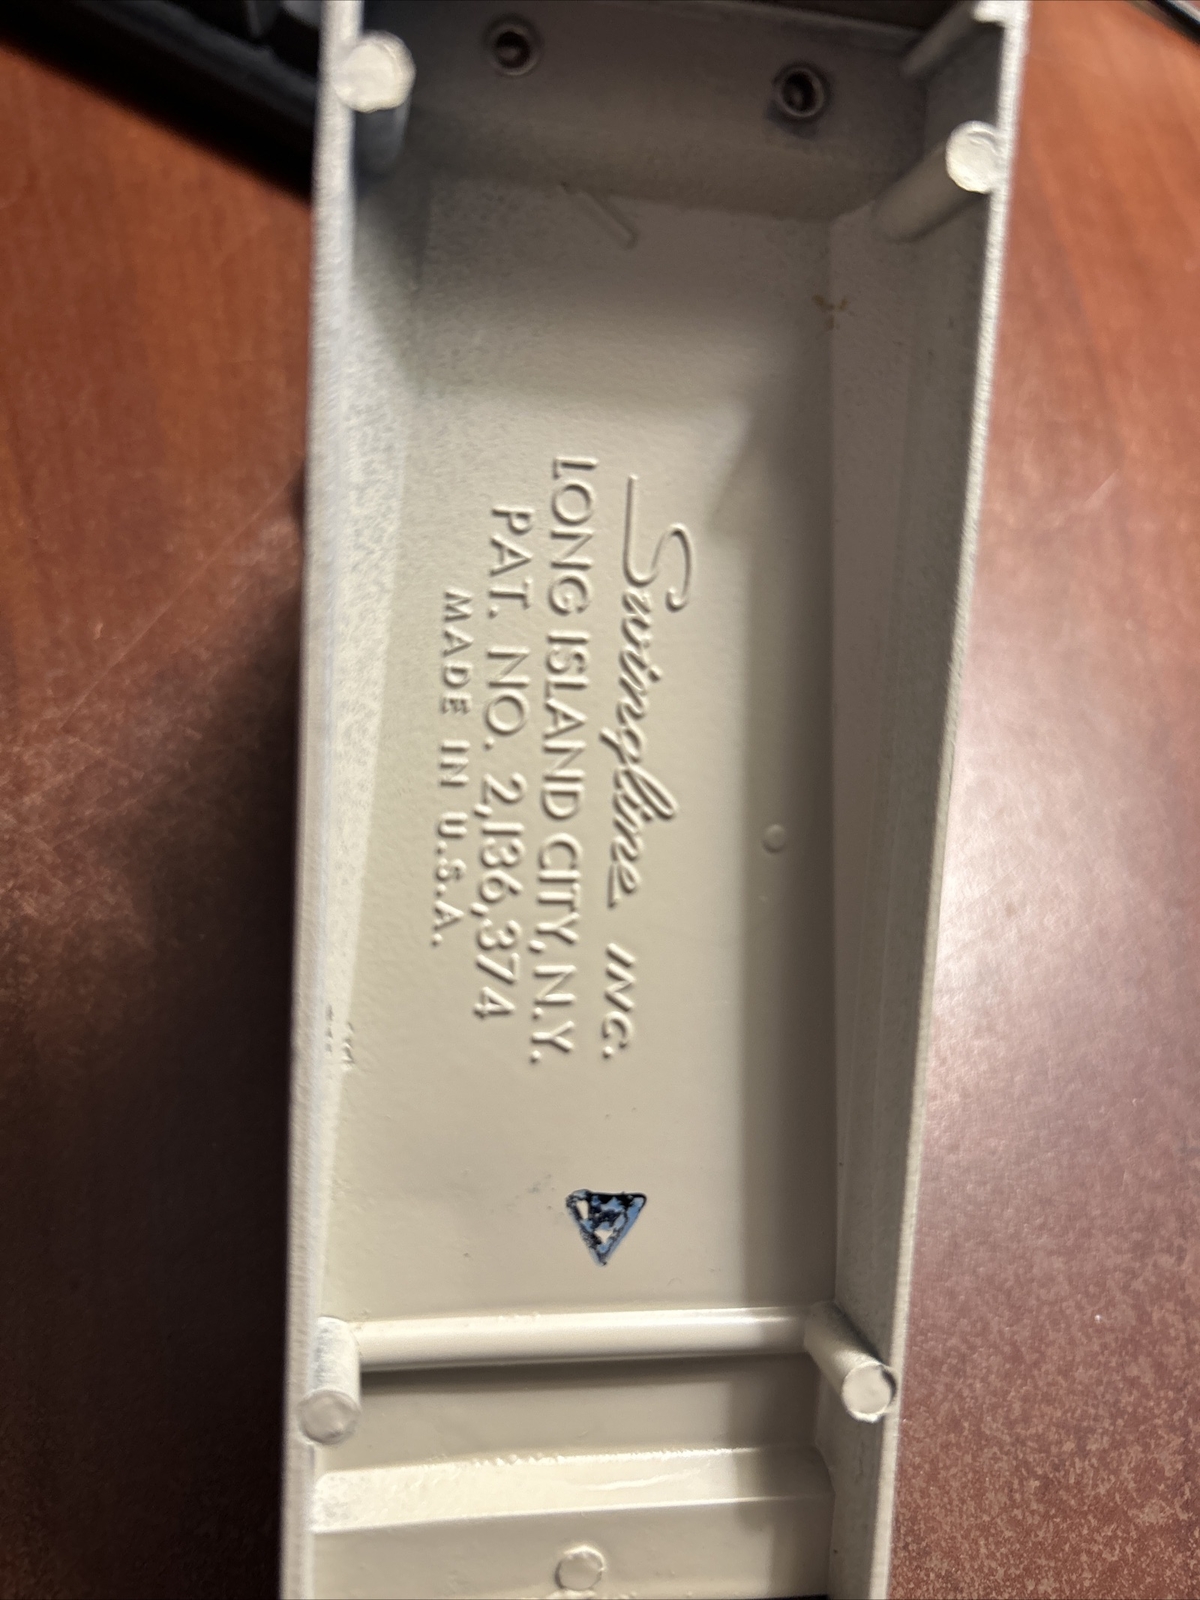 Swingline INC.
LONG ISLAND CITY, N.Y.
PAT. NO. 2,136,374
MADE IN U.S.A.